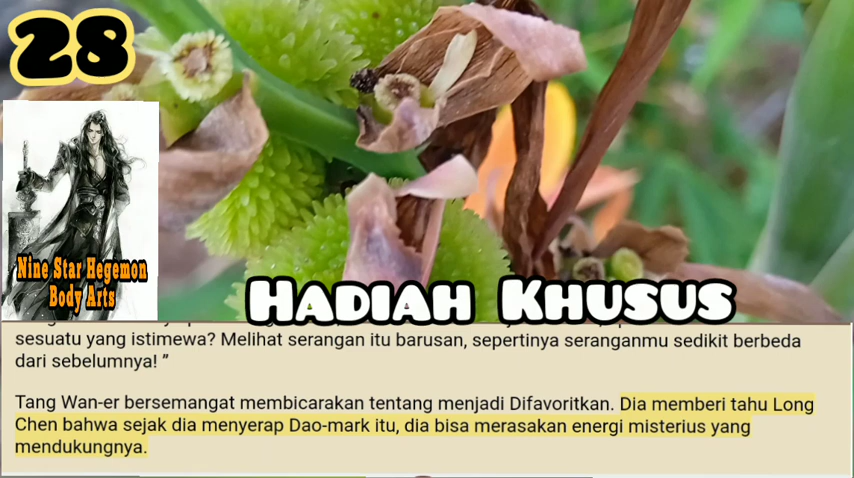 28
Nine Star Hegemon
Body Arts
HADIAH KHUSUS
sesuatu yang istimewa? Melihat serangan itu barusan, sepertinya seranganmu sedikit berbeda
dari sebelumnya! ”
Tang Wan-er bersemangat membicarakan tentang menjadi Difavoritkan. Dia memberi tahu Long
Chen bahwa sejak dia menyerap Dao-mark itu, dia bisa merasakan energi misterius yang
mendukungnya.